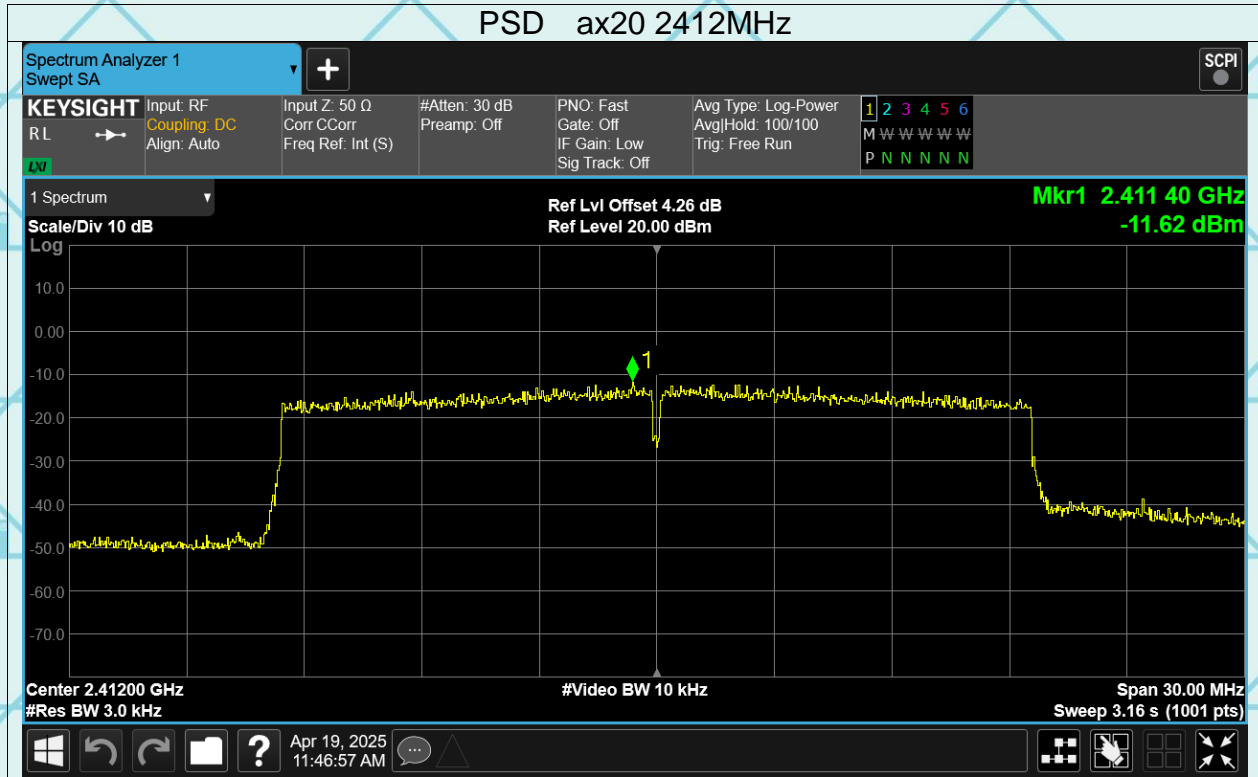 PSD ax20 2412MHz
Spectrum Analyzer 1
Swept SA
SCPI
KEYSIGHT
RL
LXI
Input: RF
Coupling: DC
Align: Auto
Input Z: 50 Ω
Corr CCorr
Freq Ref: Int (S)
#Atten: 30 dB
Preamp: Off
PNO: Fast
Gate: Off
IF Gain: Low
Sig Track: Off
Avg Type: Log-Power
Avg|Hold: 100/100
Trig: Free Run
1 2 3 4 5 6
M W W W W W
P N N N N N
1 Spectrum
Scale/Div 10 dB
Ref Lvl Offset 4.26 dB
Ref Level 20.00 dBm
Mkr1 2.411 40 GHz
-11.62 dBm
Log
10.0
0.00
-10.0
-20.0
-30.0
-40.0
-50.0
-60.0
-70.0
1
Center 2.41200 GHz
#Res BW 3.0 kHz
#Video BW 10 kHz
Span 30.00 MHz
Sweep 3.16 s (1001 pts)
?
Apr 19, 2025
11:46:57 AM